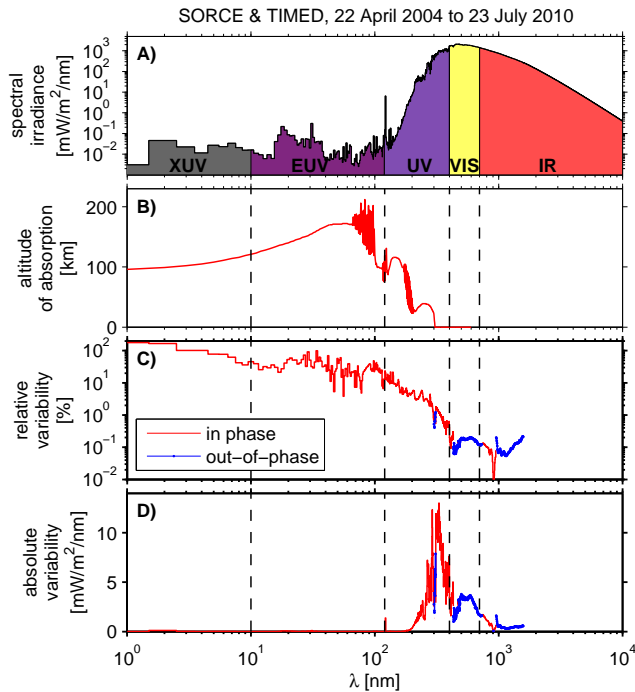 SORCE & TIMED, 22 April 2004 to 23 July 2010
A)
spectral
irradiance
[mW/m²/nm]
10³
10²
10¹
10⁰
10⁻¹
10⁻²
XUV
EUV
UV
VIS
IR
B)
altitude
of absorption
[km]
200
100
0
C)
relative
variability
[%]
10²
10¹
10⁰
10⁻¹
10⁻²
in phase
out−of−phase
D)
absolute
variability
[mW/m²/nm]
10
5
0
10⁰
10¹
10²
10³
10⁴
λ [nm]